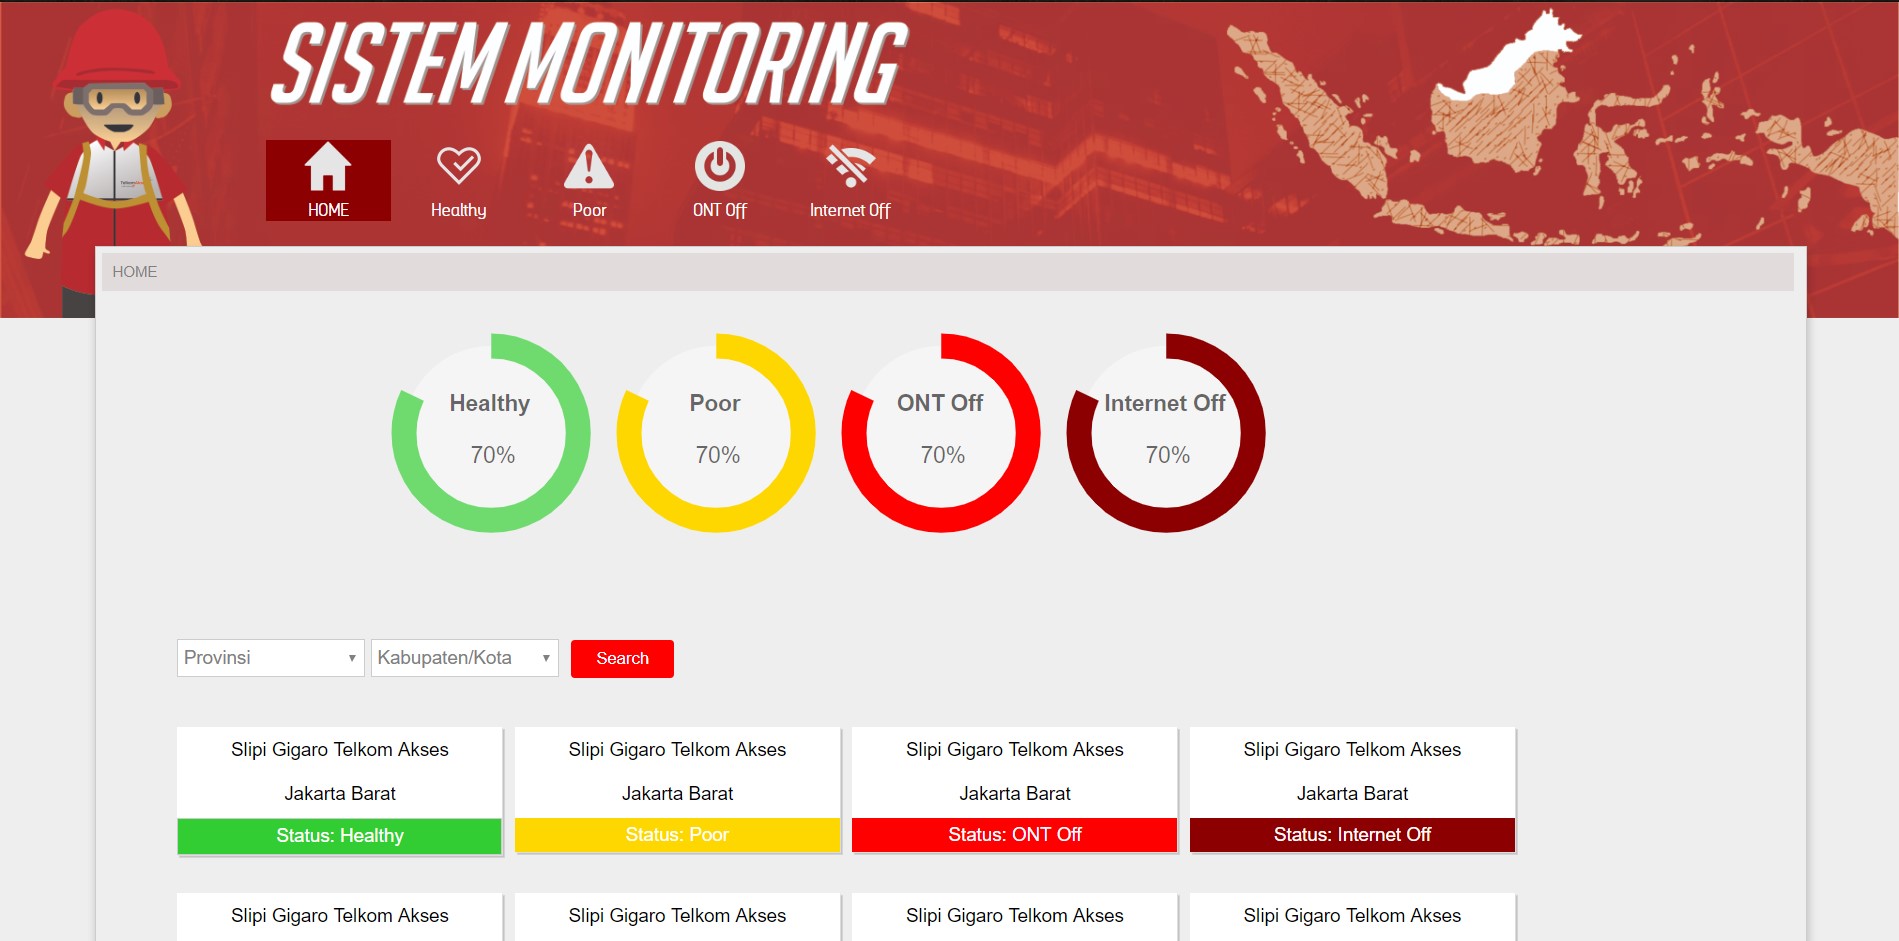 SISTEM MONITORING
HOME
Healthy
Poor
ONT Off
Internet Off
HOME
Healthy
70%
Poor
70%
ONT Off
70%
Internet Off
70%
Provinsi
Kabupaten/Kota
Search
Slipi Gigaro Telkom Akses
Jakarta Barat
Status: Healthy
Slipi Gigaro Telkom Akses
Jakarta Barat
Status: Poor
Slipi Gigaro Telkom Akses
Jakarta Barat
Status: ONT Off
Slipi Gigaro Telkom Akses
Jakarta Barat
Status: Internet Off
Slipi Gigaro Telkom Akses
Slipi Gigaro Telkom Akses
Slipi Gigaro Telkom Akses
Slipi Gigaro Telkom Akses